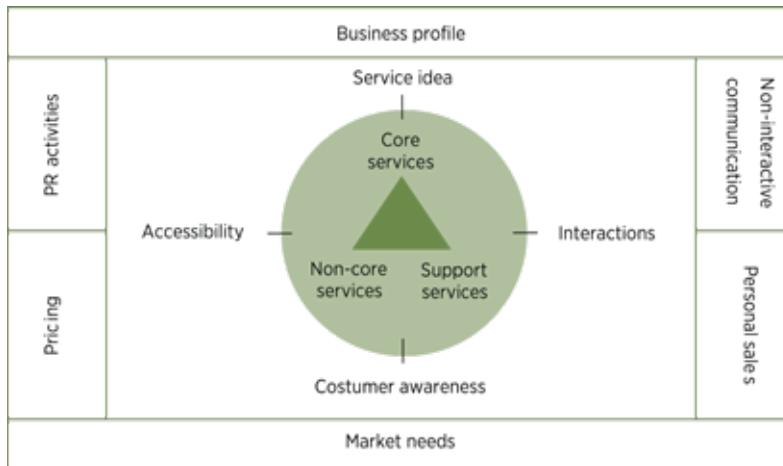 Business profile
Service idea
PR activities
Non-interactive
communication
Core
services
Accessibility
Interactions
Non-core
services
Support
services
Pricing
Personal sales
Costumer awareness
Market needs